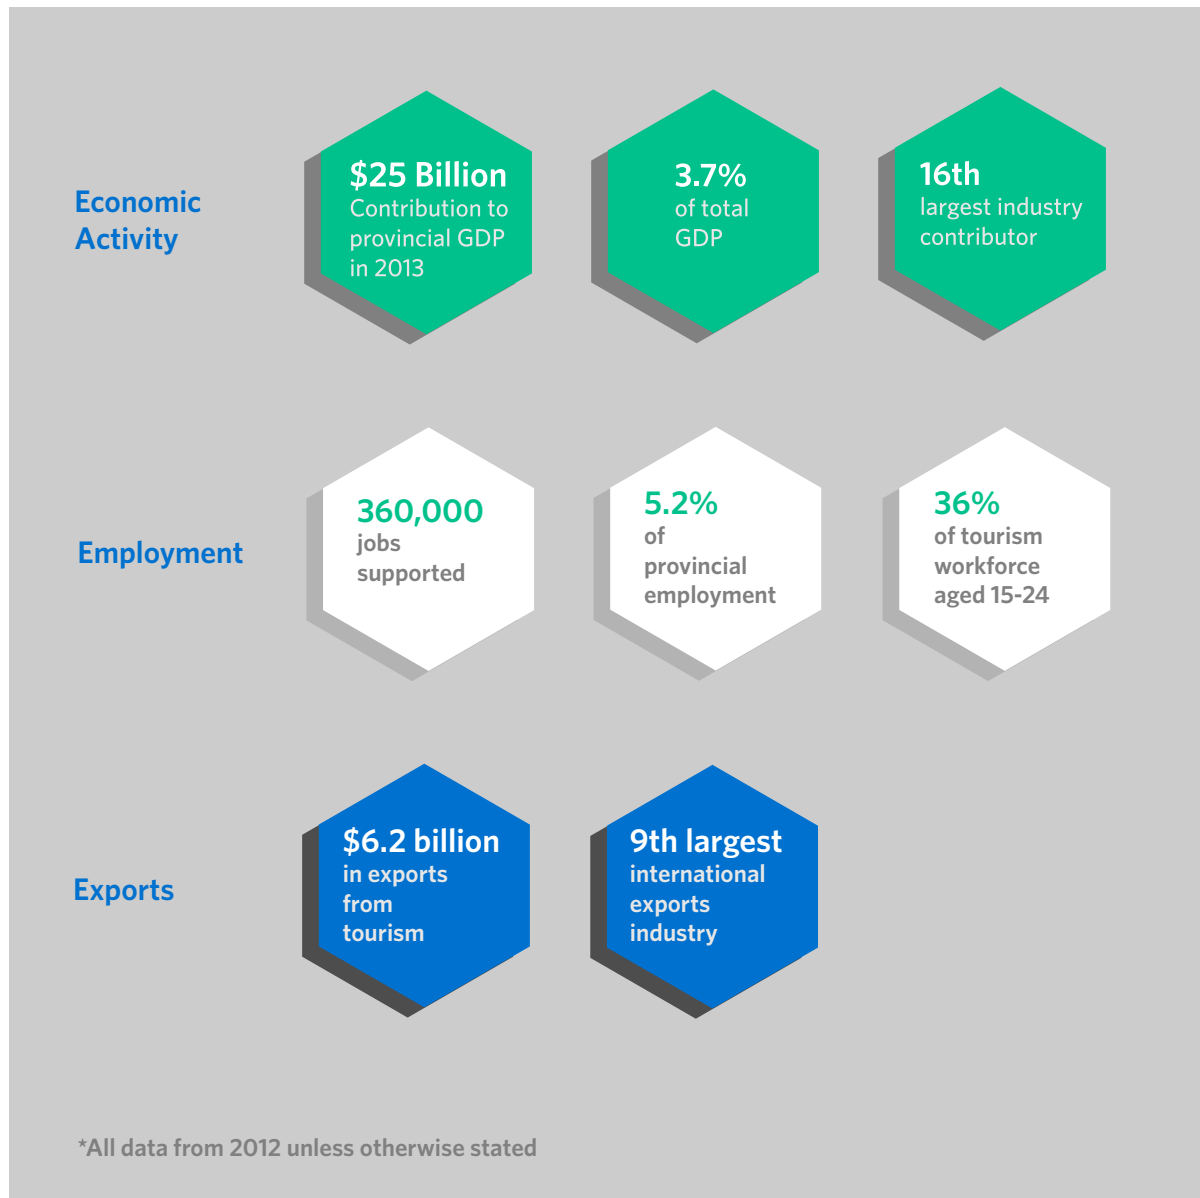 Economic
Activity
$25 Billion
Contribution to
provincial GDP
in 2013
3.7%
of total
GDP
16th
largest industry
contributor
Employment
360,000
jobs
supported
5.2%
of
provincial
employment
36%
of tourism
workforce
aged 15-24
Exports
$6.2 billion
in exports
from
tourism
9th largest
international
exports
industry
*All data from 2012 unless otherwise stated